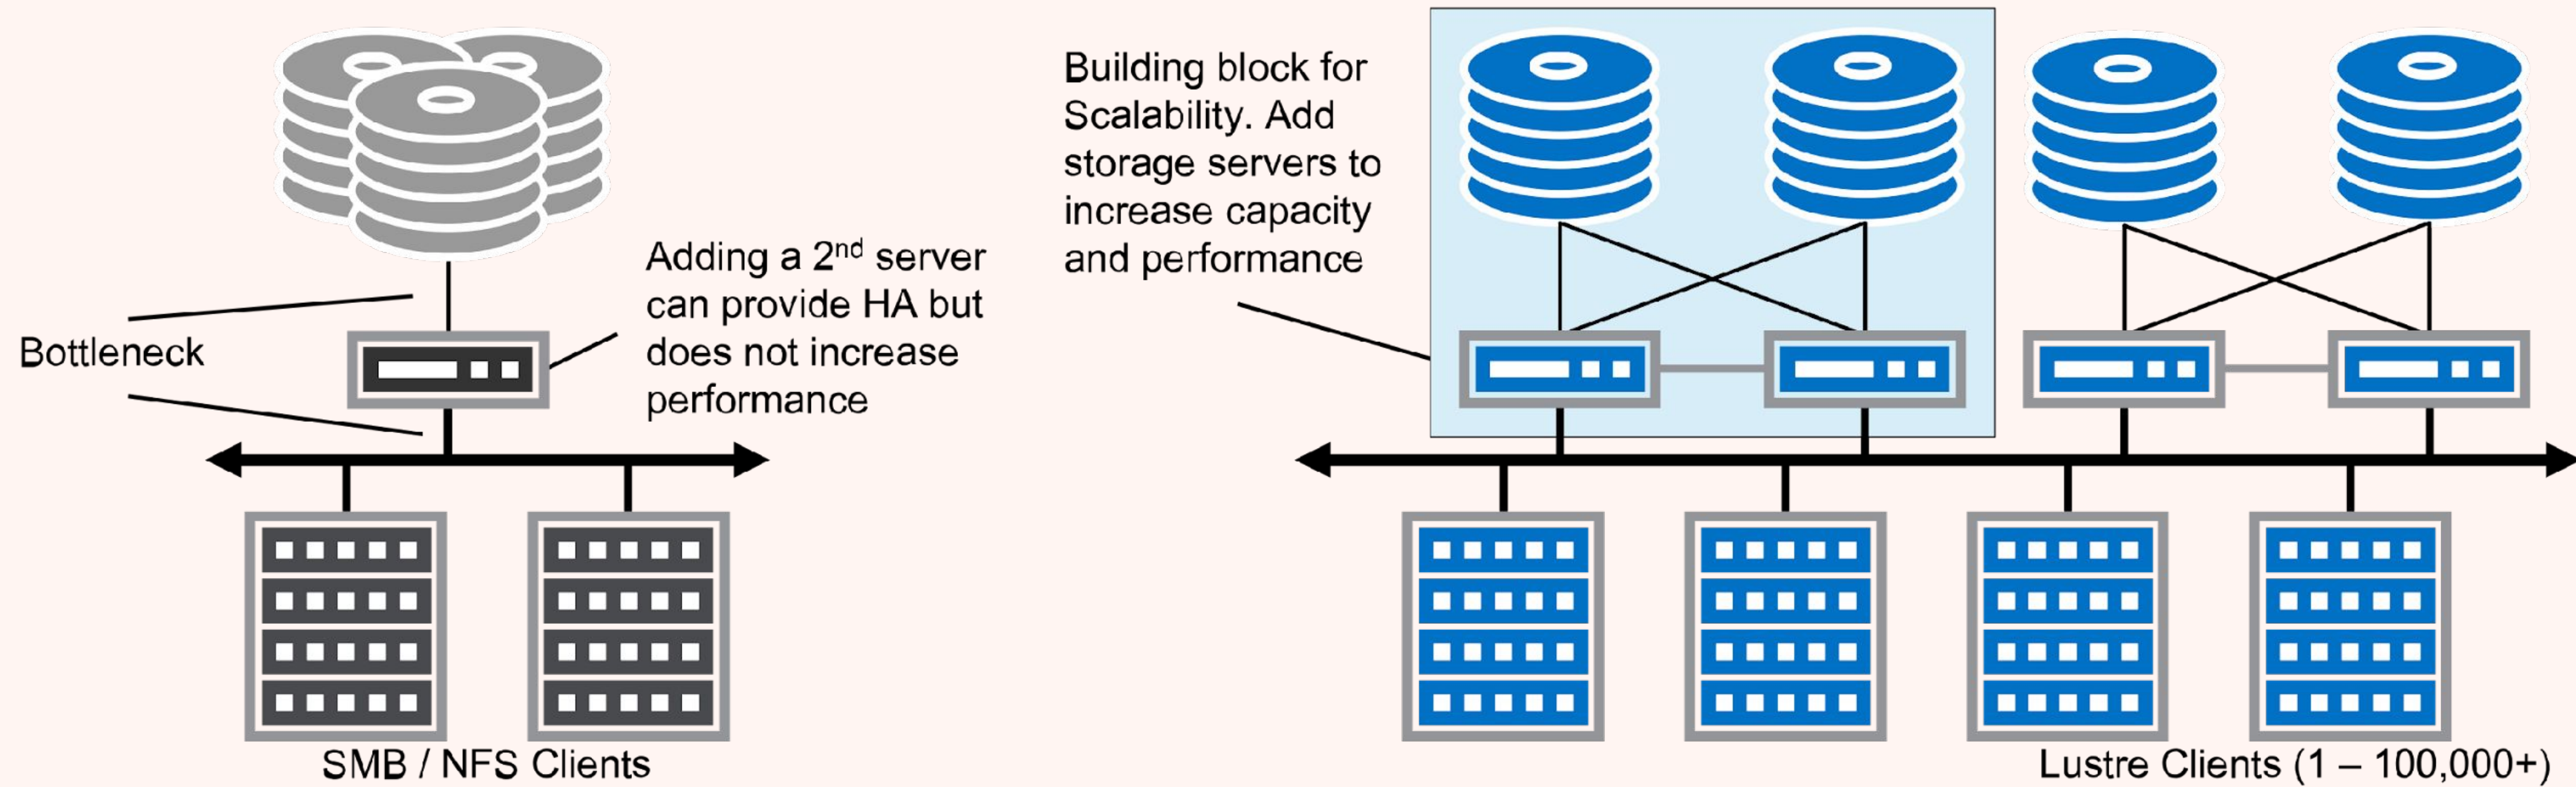 Bottleneck
Adding a 2nd server
can provide HA but
does not increase
performance
SMB / NFS Clients
Building block for
Scalability. Add
storage servers to
increase capacity
and performance
Lustre Clients (1 – 100,000+)